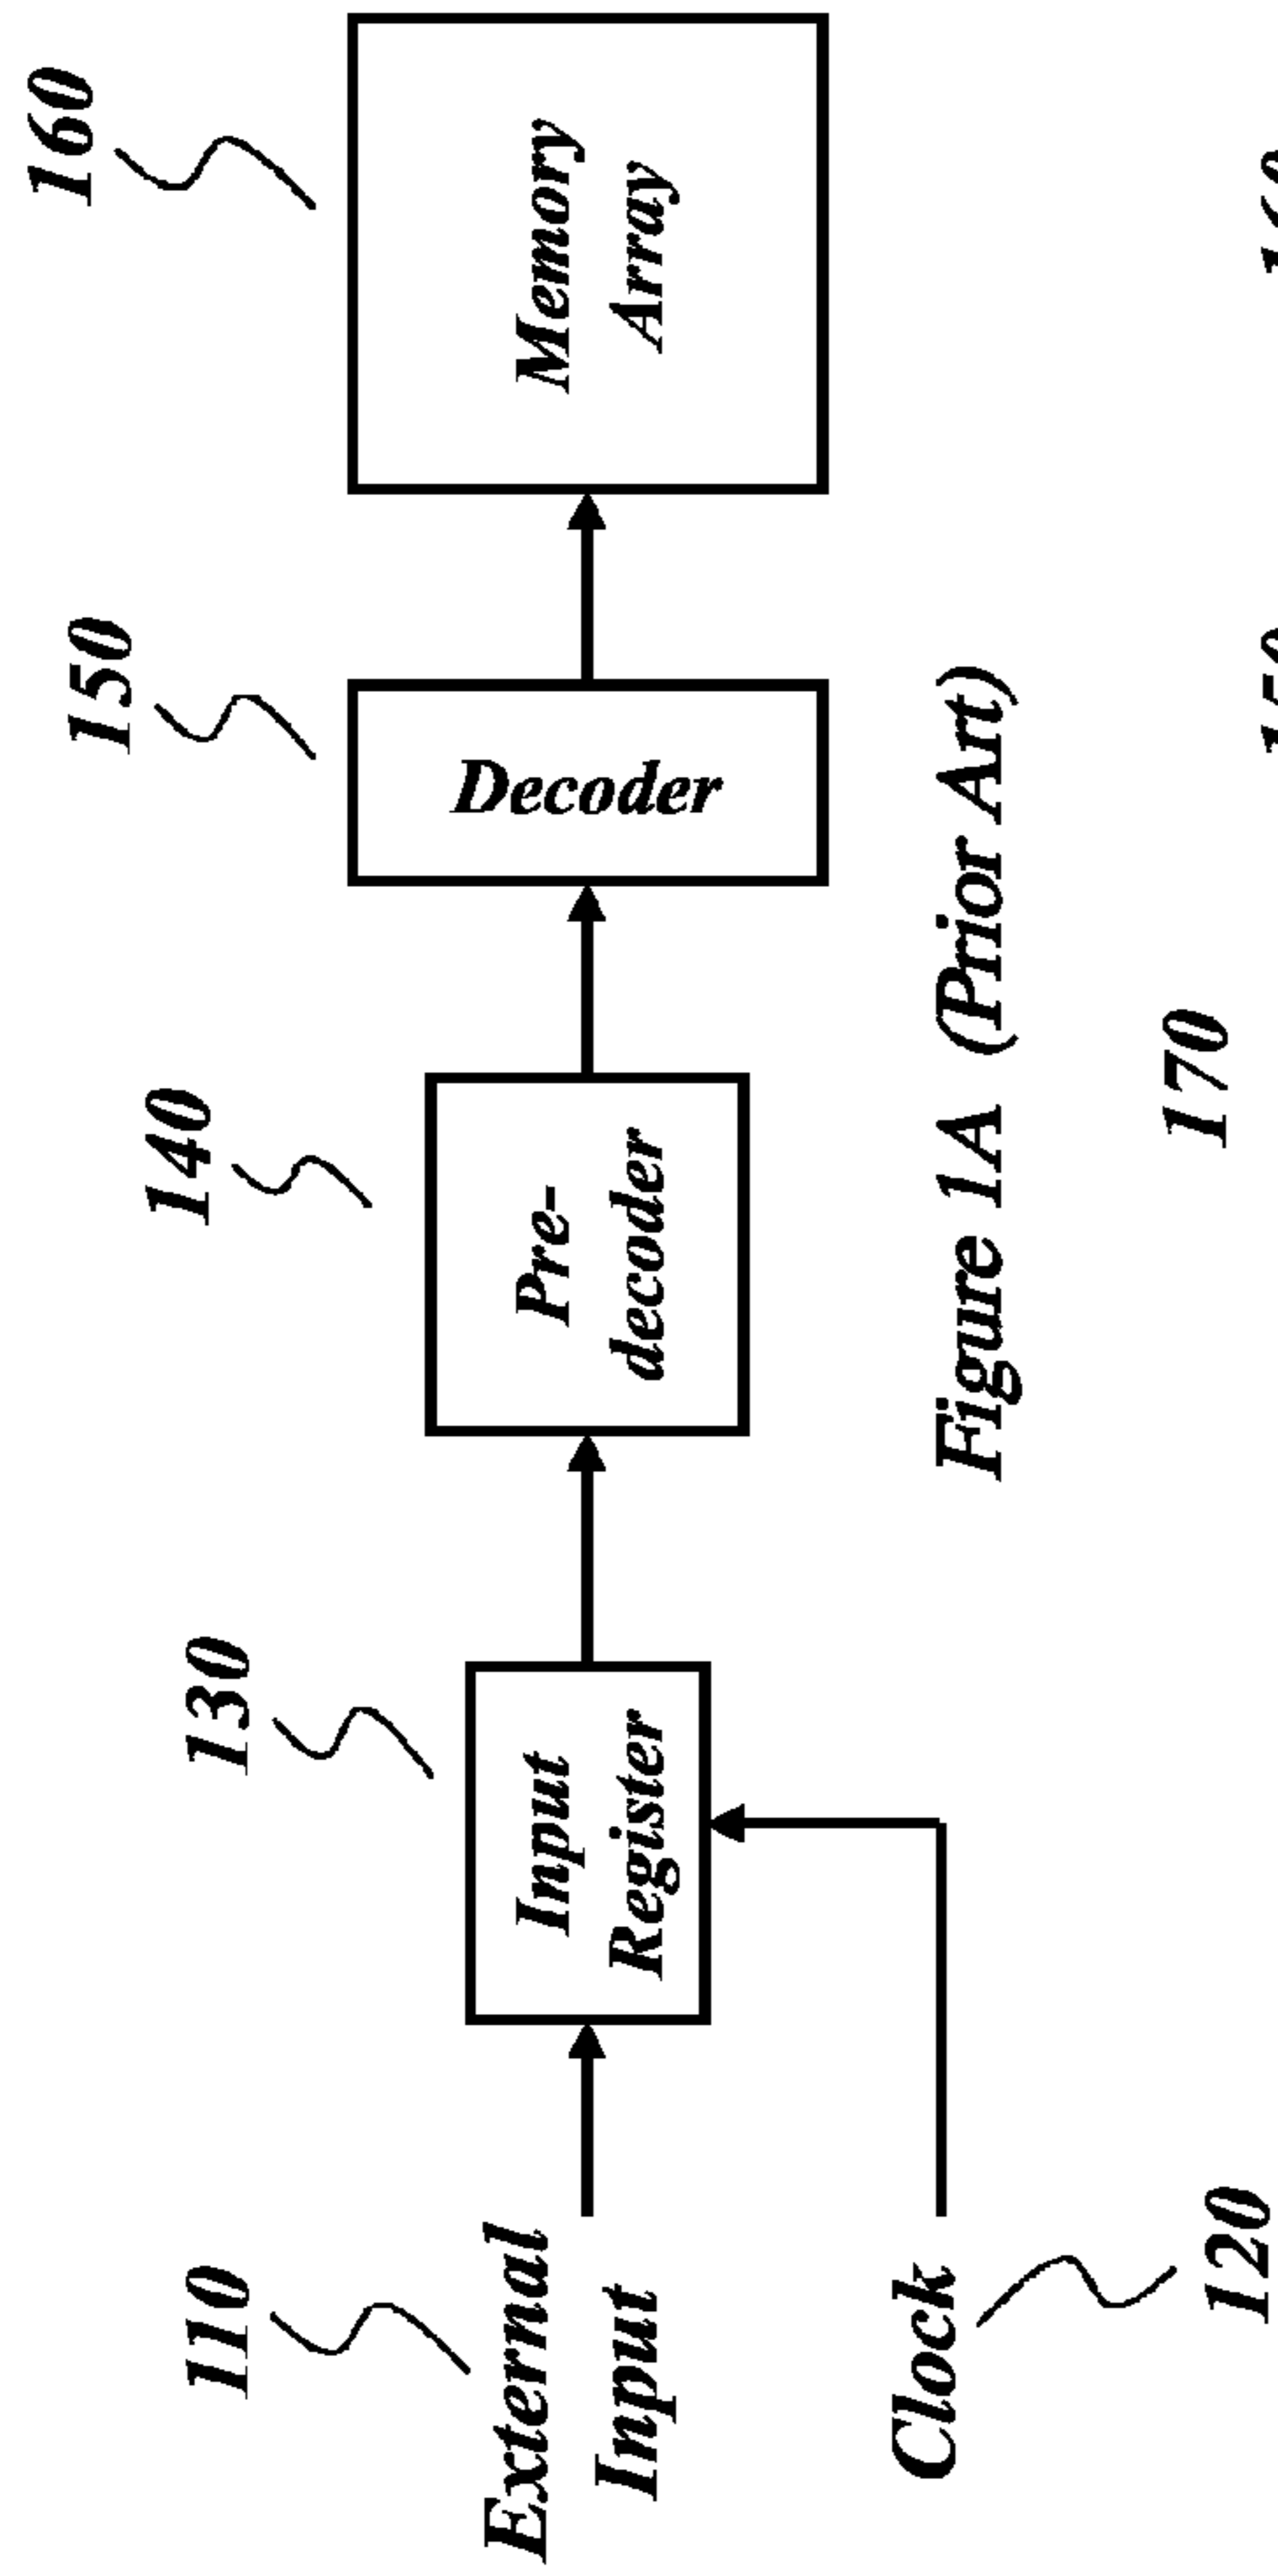 160
150
140
130
110
Memory
Array
Decoder
Pre-
decoder
Input
Register
External
Input
Clock
120
Figure 1A (Prior Art)
170